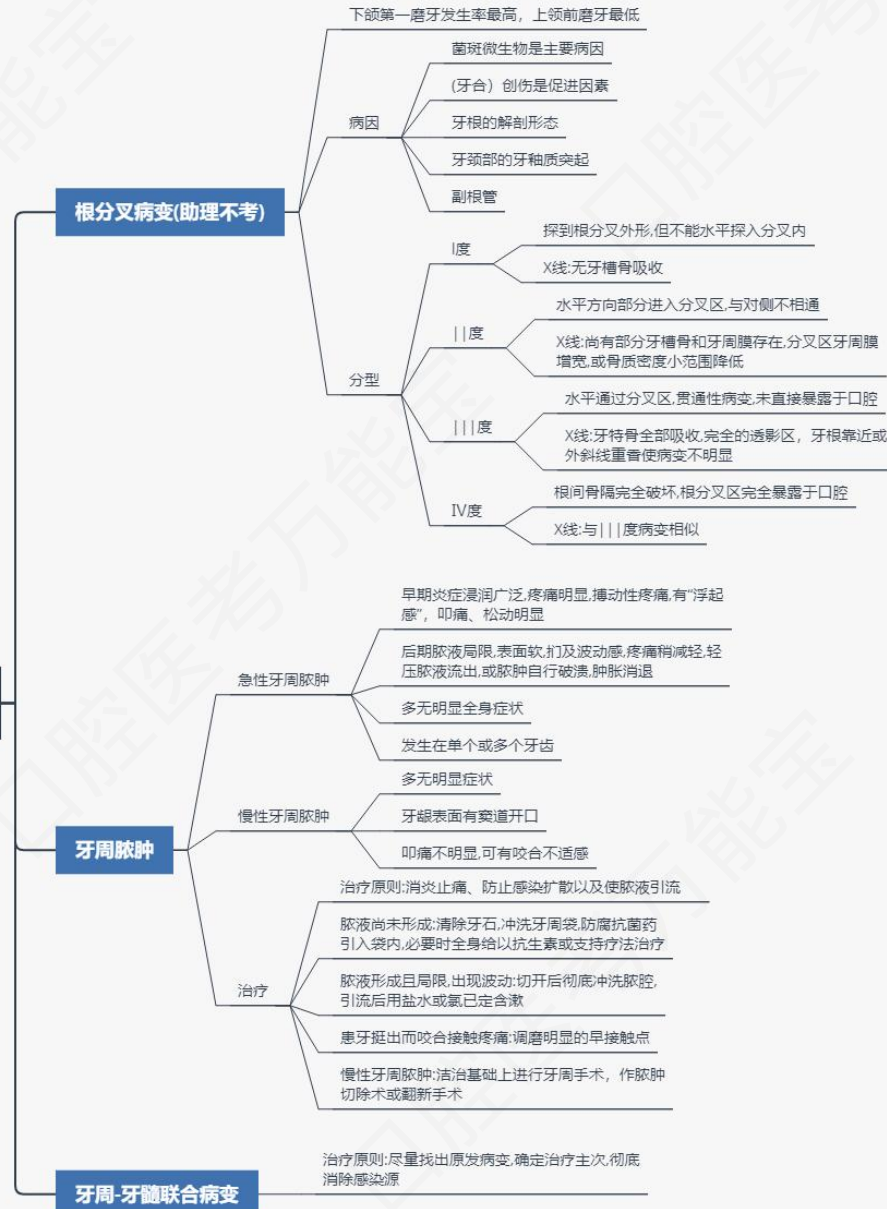 下颌第一磨牙发生率最高，上领前磨牙最低
菌斑微生物是主要病因
(牙合）创伤是促进因素
病因
牙根的解剖形态
牙颈部的牙釉质突起
副根管
根分叉病变(助理不考)
探到根分叉外形,但不能水平探入分叉内
I度
X线:无牙槽骨吸收
水平方向部分进入分叉区,与对侧不相通
||度
X线:尚有部分牙槽骨和牙周膜存在,分叉区牙周膜
增宽,或骨质密度小范围降低
分型
水平通过分叉区,贯通性病变,未直接暴露于口腔
|||度
X线:牙特骨全部吸收,完全的透影区，牙根靠近或
外斜线重香使病变不明显
根间骨隔完全破坏,根分叉区完全暴露于口腔
IV度
X线:与|||度病变相似
早期炎症浸润广泛,疼痛明显,搏动性疼痛,有“浮起
感”，叩痛、松动明显
后期脓液局限,表面软,扪及波动感,疼痛稍减轻,轻
压脓液流出,或脓肿自行破溃,肿胀消退
急性牙周脓肿
多无明显全身症状
发生在单个或多个牙齿
多无明显症状
慢性牙周脓肿
牙龈表面有窦道开口
叩痛不明显,可有咬合不适感
牙周脓肿
治疗原则:消炎止痛、防止感染扩散以及使脓液引流
脓液尚未形成:清除牙石,冲洗牙周袋,防腐抗菌药
引入袋内,必要时全身给以抗生素或支持疗法治疗
治疗
脓液形成且局限,出现波动:切开后彻底冲洗脓腔,
引流后用盐水或氯已定含漱
患牙挺出而咬合接触疼痛:调磨明显的早接触点
慢性牙周脓肿:洁治基础上进行牙周手术，作脓肿
切除术或翻新手术
治疗原则:尽量找出原发病变,确定治疗主次,彻底
消除感染源
牙周-牙髓联合病变
口腔医考万能宝